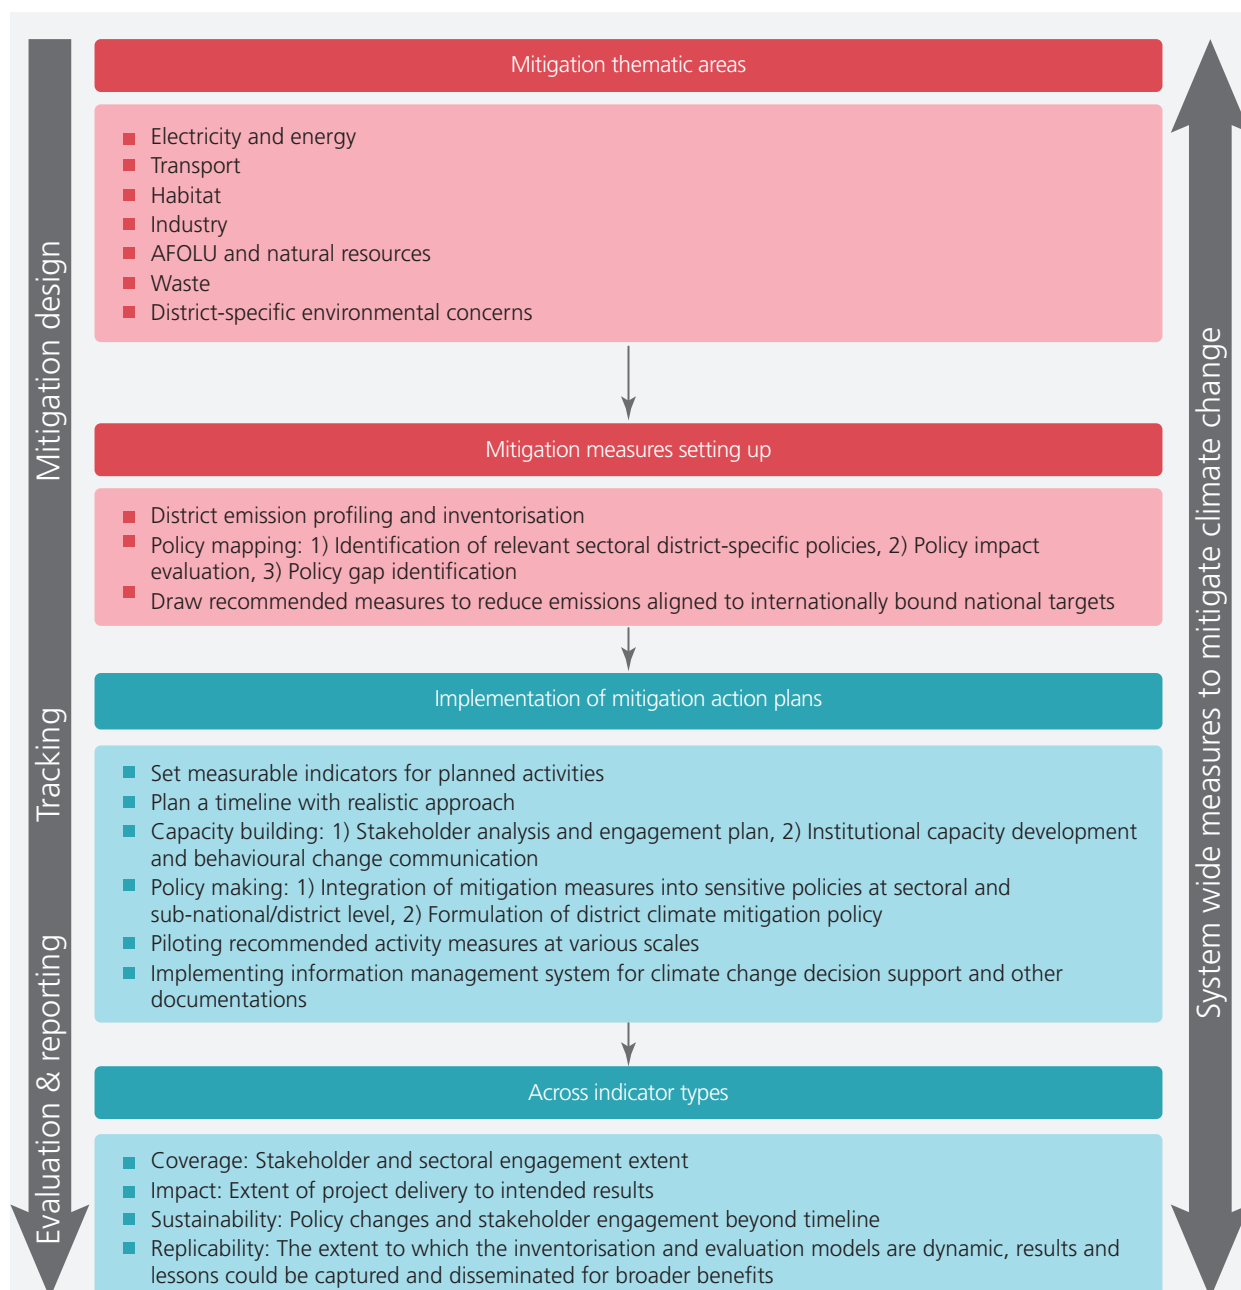 Mitigation thematic areas
Electricity and energy
Transport
Habitat
Industry
AFOLU and natural resources
Waste
District-specific environmental concerns
Mitigation measures setting up
District emission profiling and inventorisation
Policy mapping: 1) Identification of relevant sectoral district-specific policies, 2) Policy impact
evaluation, 3) Policy gap identification
Draw recommended measures to reduce emissions aligned to internationally bound national targets
Implementation of mitigation action plans
Set measurable indicators for planned activities
Plan a timeline with realistic approach
Capacity building: 1) Stakeholder analysis and engagement plan, 2) Institutional capacity development
and behavioural change communication
Policy making: 1) Integration of mitigation measures into sensitive policies at sectoral and
sub-national/district level, 2) Formulation of district climate mitigation policy
Piloting recommended activity measures at various scales
Implementing information management system for climate change decision support and other
documentations
Across indicator types
Coverage: Stakeholder and sectoral engagement extent
Impact: Extent of project delivery to intended results
Sustainability: Policy changes and stakeholder engagement beyond timeline
Replicability: The extent to which the inventorisation and evaluation models are dynamic, results and
lessons could be captured and disseminated for broader benefits
Mitigation design
Tracking
Evaluation & reporting
System wide measures to mitigate climate change